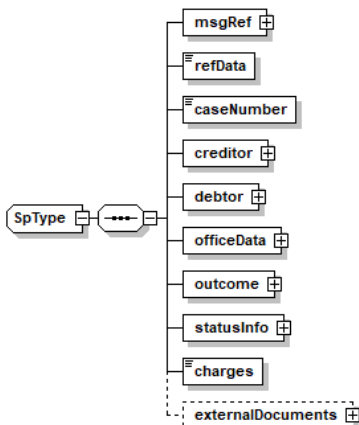 msgRef
refData
caseNumber
creditor
SpType
debtor
officeData
outcome
statusInfo
charges
externalDocuments